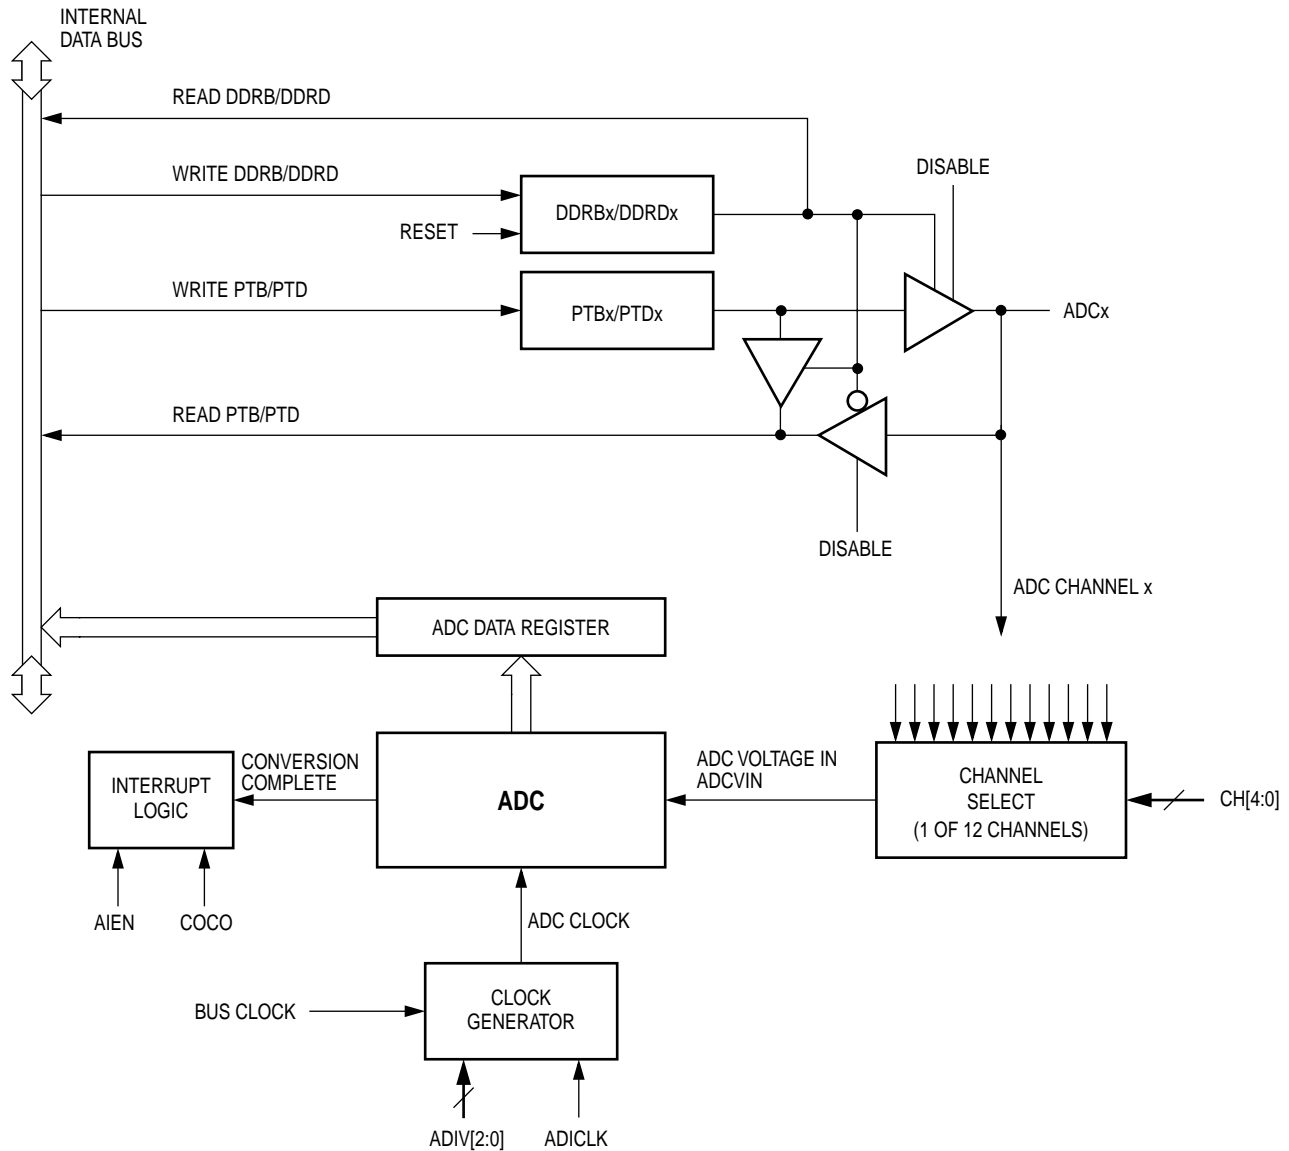 INTERNAL
DATA BUS
READ DDRB/DDRD
WRITE DDRB/DDRD
DISABLE
DDRBx/DDRDx
RESET
WRITE PTB/PTD
PTBx/PTDx
ADCx
READ PTB/PTD
DISABLE
ADC CHANNEL x
ADC DATA REGISTER
INTERRUPT
LOGIC
CONVERSION
COMPLETE
ADC
ADC VOLTAGE IN
ADCVIN
CHANNEL
SELECT
(1 OF 12 CHANNELS)
CH[4:0]
AIEN
COCO
ADC CLOCK
BUS CLOCK
CLOCK
GENERATOR
ADIV[2:0]
ADICLK